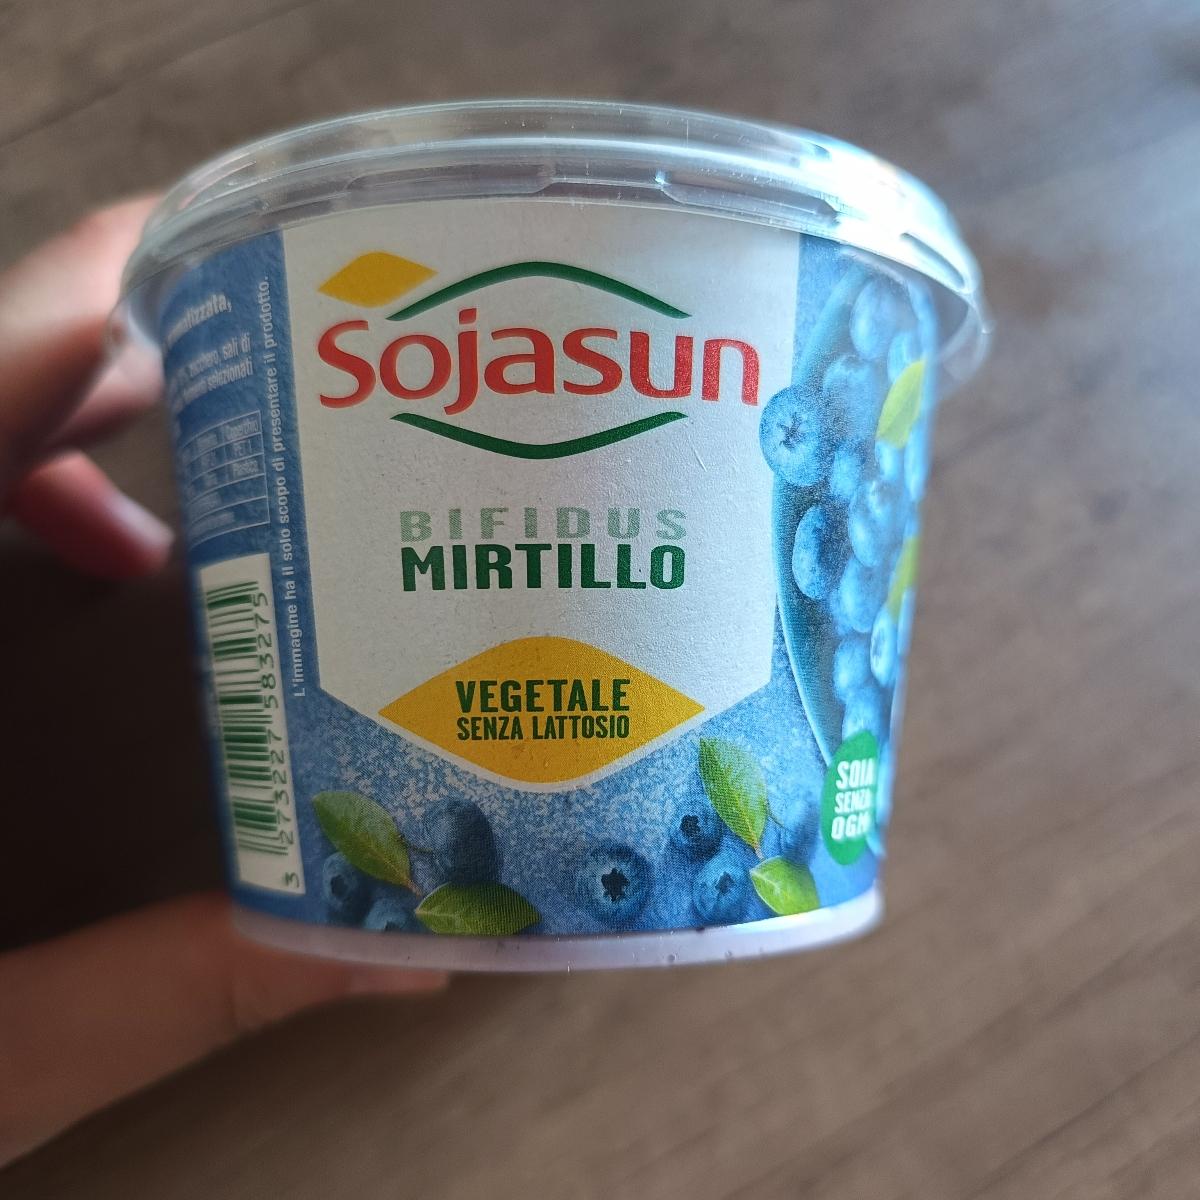 Sojasun
BIFIDUS
MIRTILLO
VEGETALE
SENZA LATTOSIO
SOIA
SENZA
OGM
zucchero, sali di
selezionati
L'immagine ha il solo scopo di presentare il prodotto.
3 273227 583275